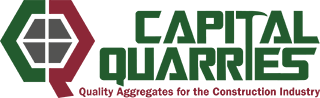 CAPITAL
QUARRIES
Quality Aggregates for the Construction Industry